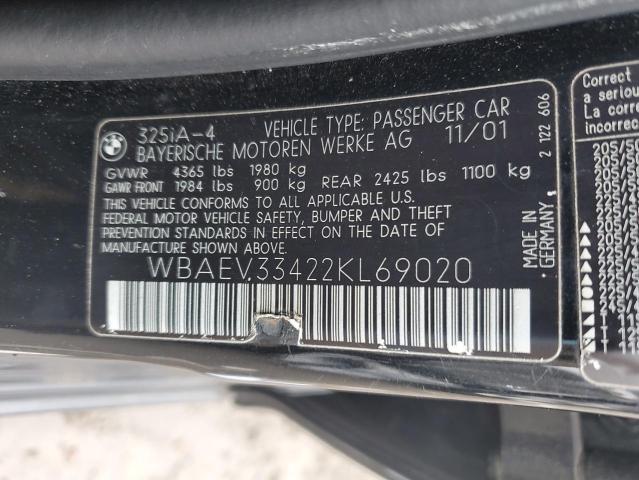 325iA-4 VEHICLE TYPE: PASSENGER CAR
BAYERISCHE MOTOREN WERKE AG 11/01
GVWR 4365 lbs 1980 kg
GAWR FRONT 1984 lbs 900 kg REAR 2425 lbs 1100 kg
THIS VEHICLE CONFORMS TO ALL APPLICABLE U.S.
FEDERAL MOTOR VEHICLE SAFETY, BUMPER AND THEFT
PREVENTION STANDARDS IN EFFECT ON THE DATE OF
MANUFACTURE SHOWN ABOVE.
WBAEV33422KL69020
2 122 606
MADE IN
GERMANY
Correct
a seriou
La corre
incorrec